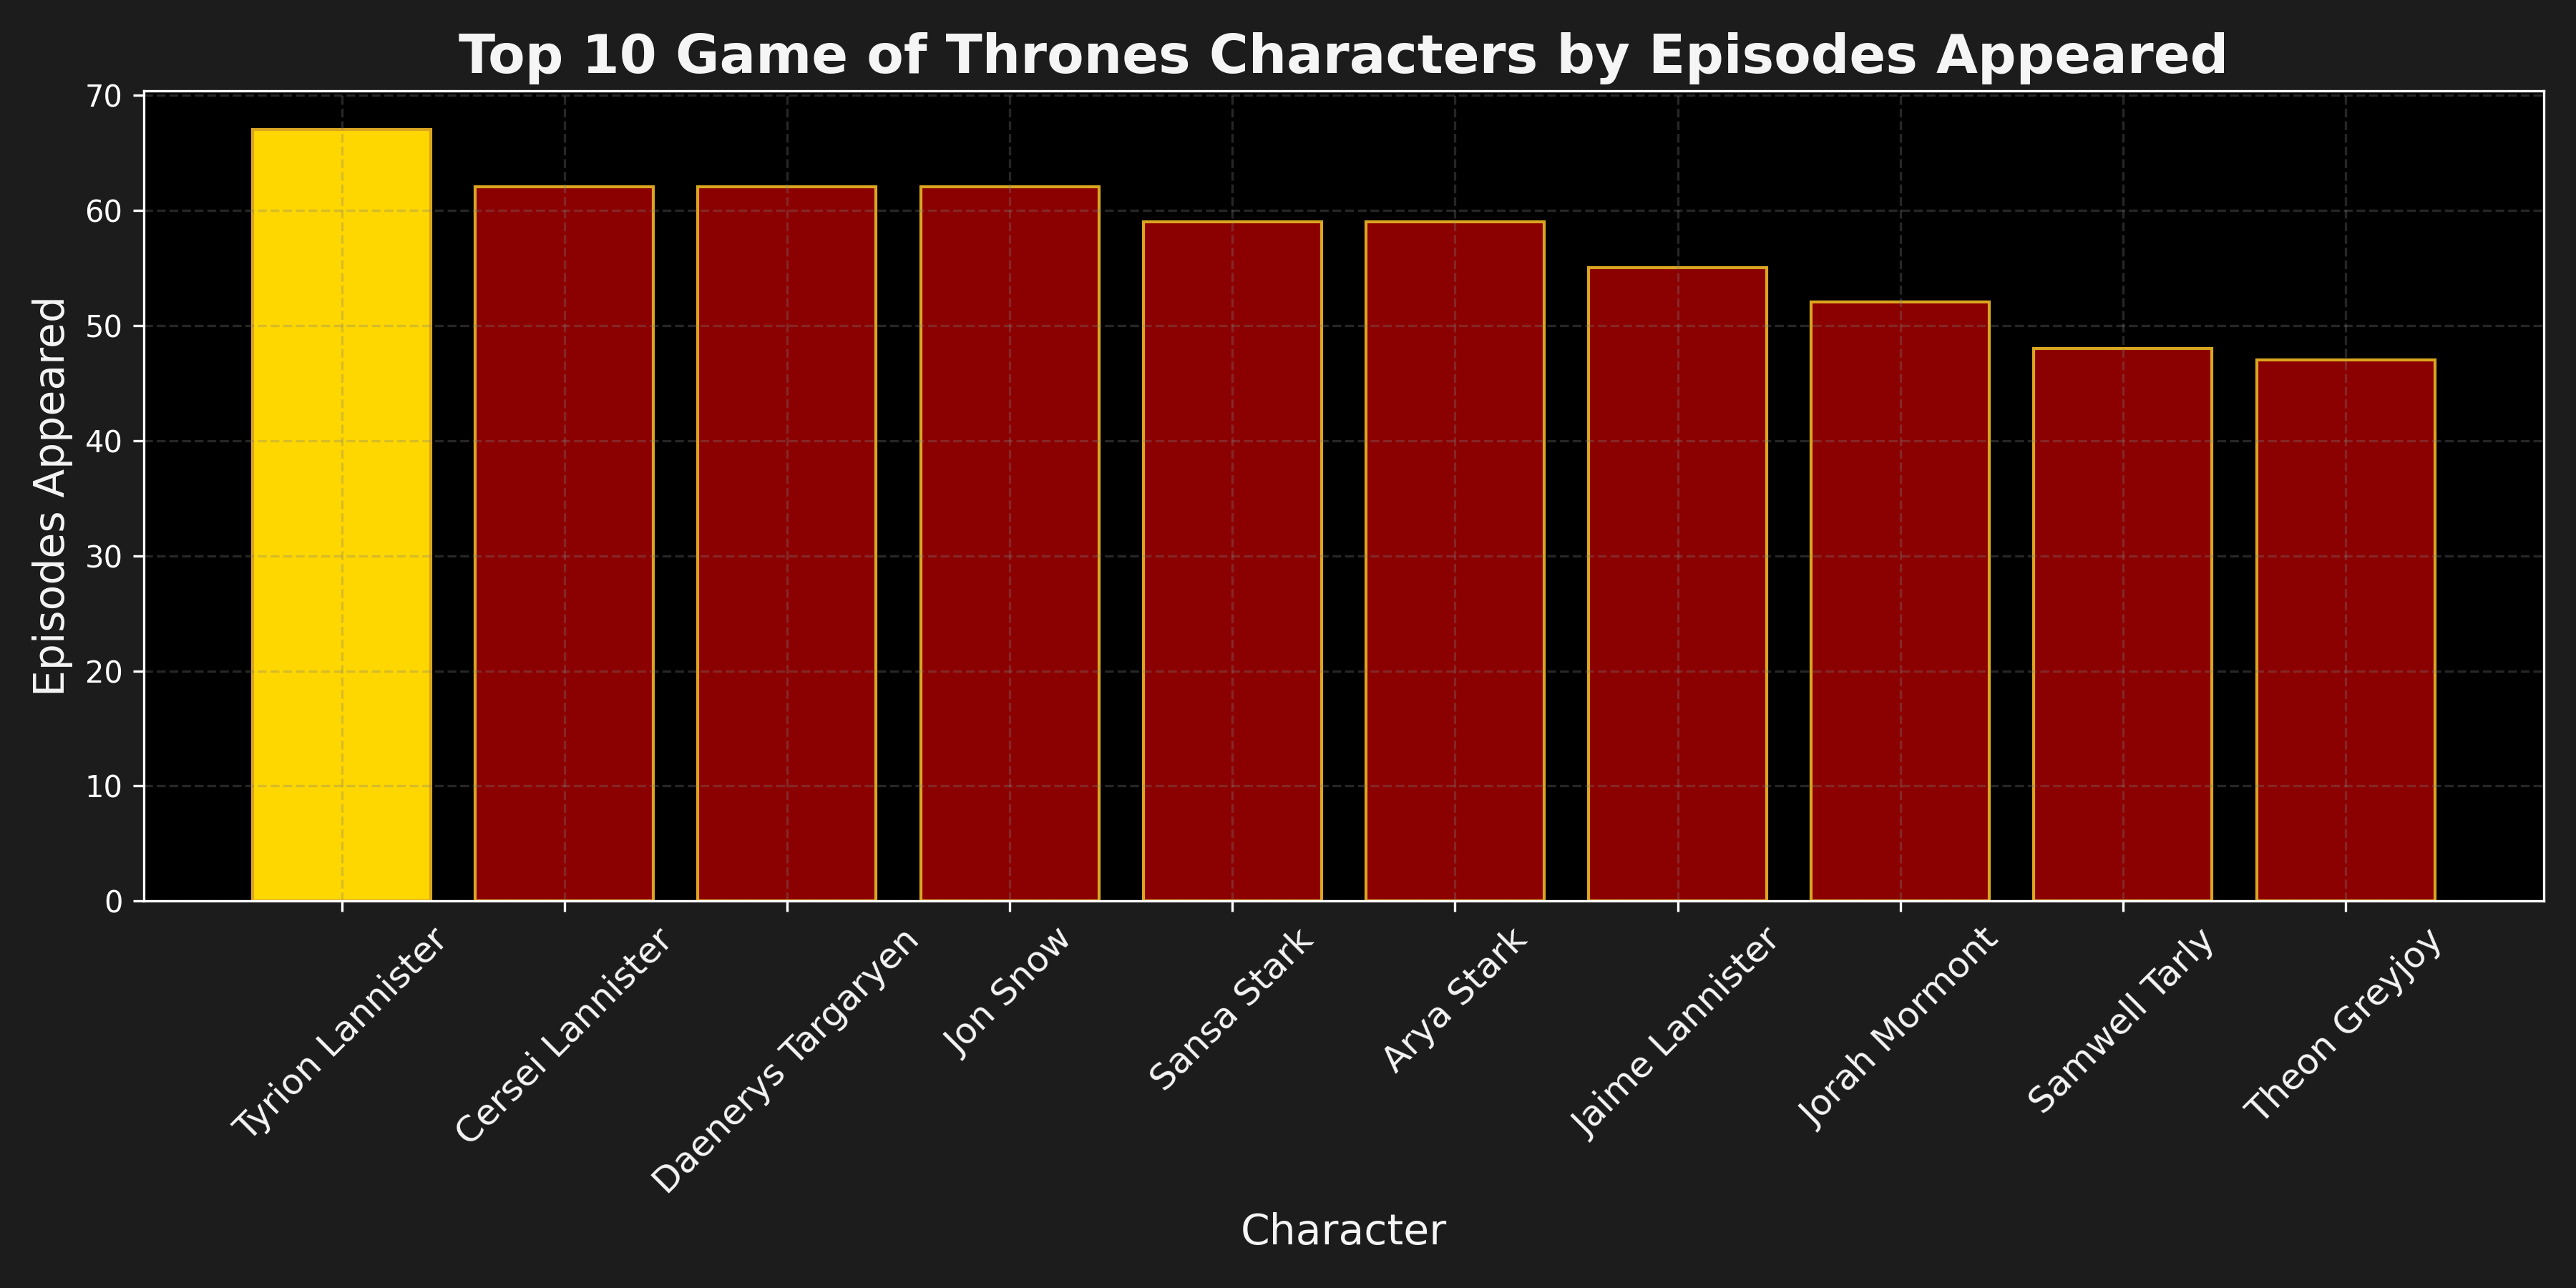 Top 10 Game of Thrones Characters by Episodes Appeared
70
60
50
40
30
20
10
0
Episodes Appeared
Tyrion Lannister
Cersei Lannister
Daenerys Targaryen
Jon Snow
Sansa Stark
Arya Stark
Jaime Lannister
Jorah Mormont
Samwell Tarly
Theon Greyjoy
Character